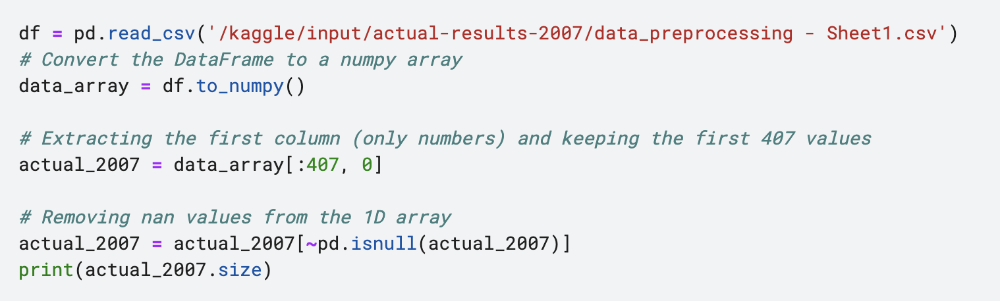 df = pd.read_csv('/kaggle/input/actual-results-2007/data_preprocessing - Sheet1.csv')
# Convert the DataFrame to a numpy array
data_array = df.to_numpy()
# Extracting the first column (only numbers) and keeping the first 407 values
actual_2007 = data_array[:407, 0]
# Removing nan values from the 1D array
actual_2007 = actual_2007[~pd.isnull(actual_2007)]
print(actual_2007.size)